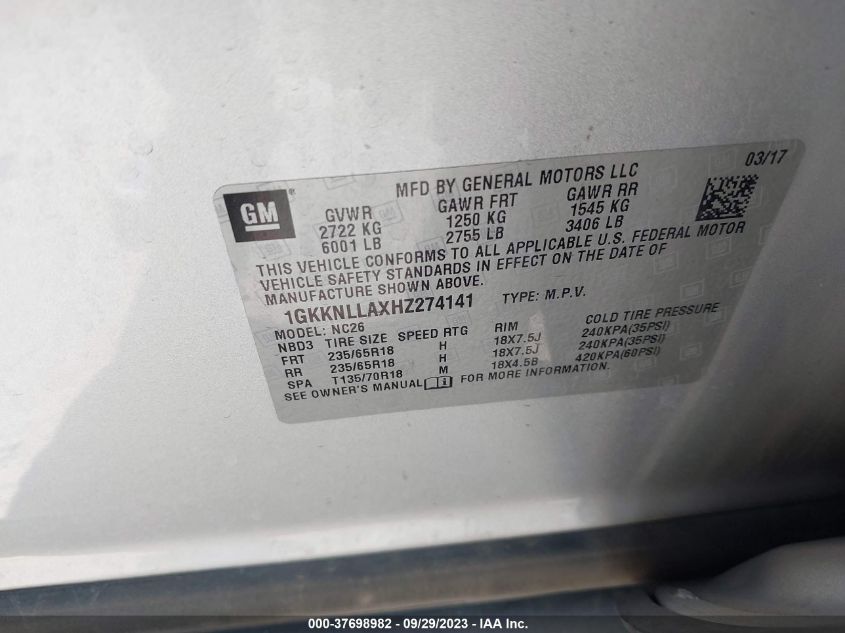 03/17
MFD BY GENERAL MOTORS LLC
GM®
GVWR GAWR FRT GAWR RR
2722 KG 1250 KG 1545 KG
6001 LB 2755 LB 3406 LB
THIS VEHICLE CONFORMS TO ALL APPLICABLE U.S. FEDERAL MOTOR
VEHICLE SAFETY STANDARDS IN EFFECT ON THE DATE OF
MANUFACTURE SHOWN ABOVE.
1GKKNLLAXHZ274141 TYPE: M.P.V.
MODEL: NC26
NBD3 TIRE SIZE SPEED RTG RIM COLD TIRE PRESSURE
FRT 235/65R18 H 18X7.5J 240KPA(35PSI)
RR 235/65R18 H 18X7.5J 240KPA(35PSI)
SPA T135/70R18 M 18X4.5B 420KPA(60PSI)
SEE OWNER'S MANUAL FOR MORE INFORMATION.
000-37698982 / 09/29/2023 - IAA Inc.